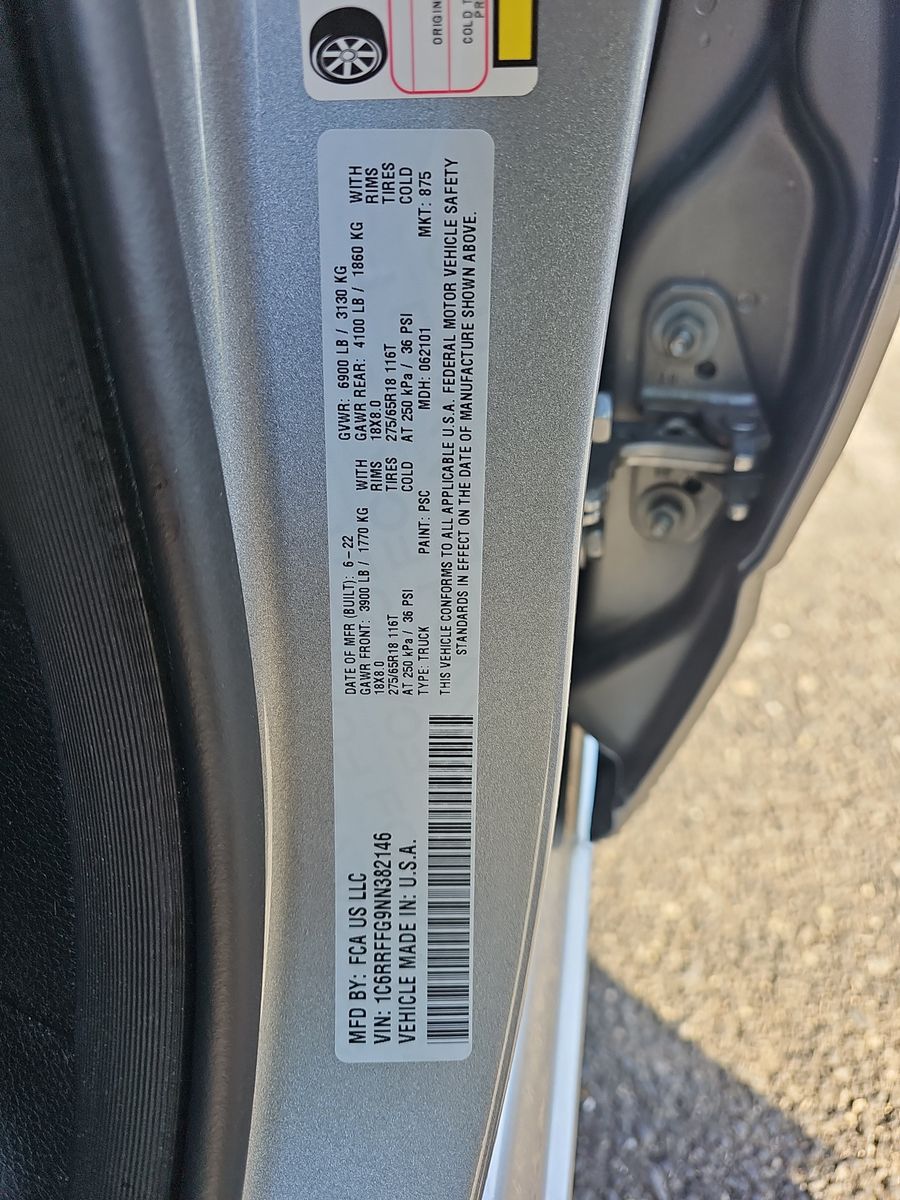 MFD BY: FCA US LLC
VIN: 1C6RRFFG9NN382146
VEHICLE MADE IN: U.S.A.
DATE OF MFR (BUILT): 6-22 GVWR: 6900 LB / 3130 KG
GAWR FRONT: 3900 LB / 1770 KG WITH GAWR REAR: 4100 LB / 1860 KG WITH
18X8.0 RIMS 18X8.0 RIMS
275/65R18 116T TIRES 275/65R18 116T TIRES
AT 250 kPa / 36 PSI COLD AT 250 kPa / 36 PSI COLD
TYPE: TRUCK PAINT: PSC MDH: 062101 MKT: 875
THIS VEHICLE CONFORMS TO ALL APPLICABLE U.S.A. FEDERAL MOTOR VEHICLE SAFETY
STANDARDS IN EFFECT ON THE DATE OF MANUFACTURE SHOWN ABOVE.
ORIGIN
COLD T
PR